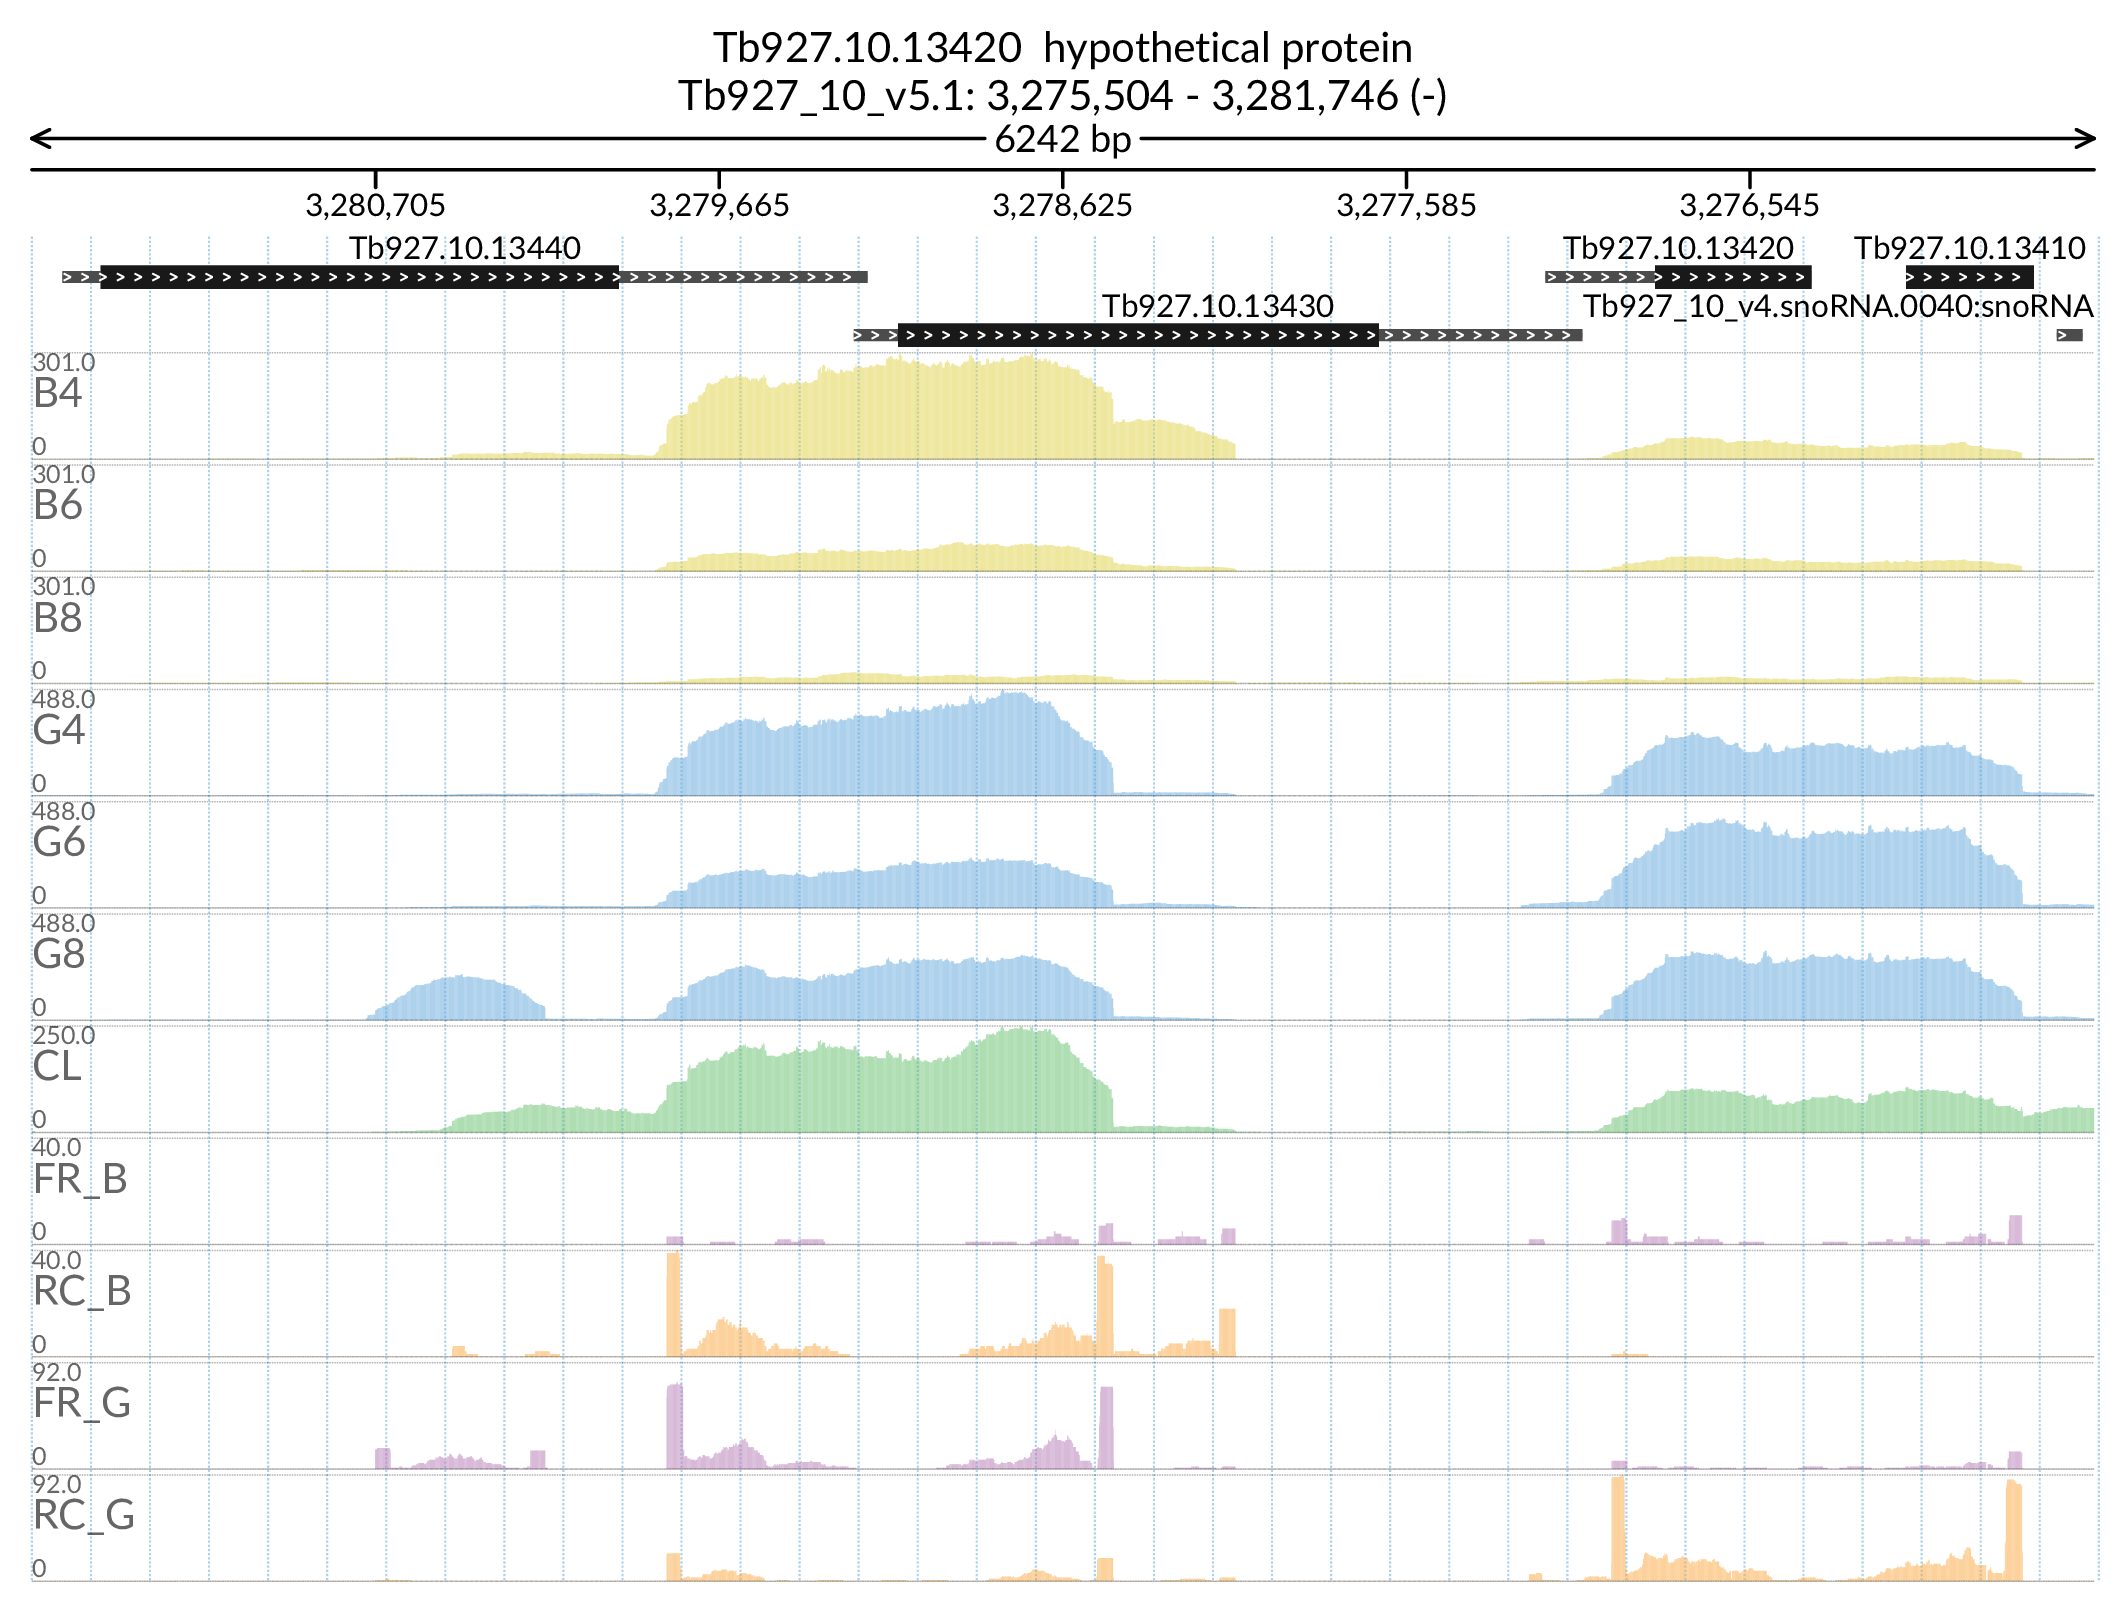 Tb927.10.13420 hypothetical protein
Tb927_10_v5.1: 3,275,504 - 3,281,746 (-)
6242 bp
3,280,705 3,279,665 3,278,625 3,277,585 3,276,545
Tb927.10.13440 Tb927.10.13420 Tb927.10.13410
Tb927.10.13430 Tb927_10_v4.snoRNA.0040:snoRNA
301.0
B4
0
301.0
B6
0
301.0
B8
0
488.0
G4
0
488.0
G6
0
488.0
G8
0
250.0
CL
0
40.0
FR_B
0
40.0
RC_B
0
92.0
FR_G
0
92.0
RC_G
0